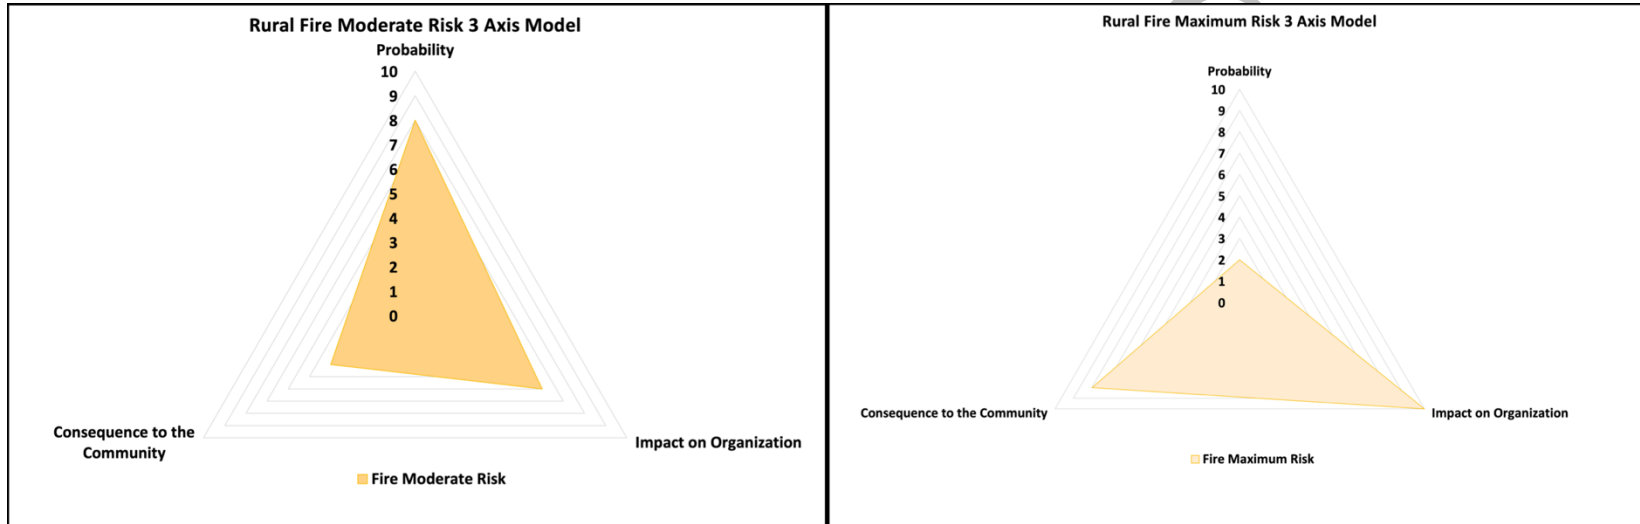 Rural Fire Moderate Risk 3 Axis Model
Probability
10
9
8
7
6
5
4
3
2
1
0
Consequence to the
Community
Impact on Organization
Fire Moderate Risk
Rural Fire Maximum Risk 3 Axis Model
Probability
10
9
8
7
6
5
4
3
2
1
0
Consequence to the Community
Impact on Organization
Fire Maximum Risk